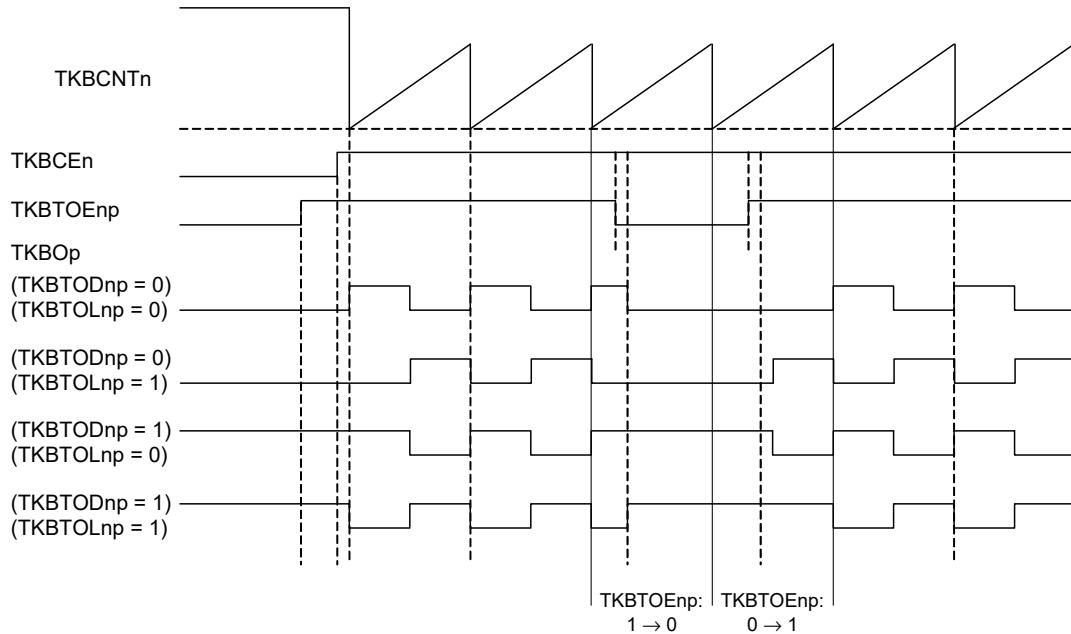 TKBCNTn
TKBCEn
TKBTOEnp
TKBOp
(TKBTODnp = 0)
(TKBTOLnp = 0)
(TKBTODnp = 0)
(TKBTOLnp = 1)
(TKBTODnp = 1)
(TKBTOLnp = 0)
(TKBTODnp = 1)
(TKBTOLnp = 1)
TKBTOEnp: TKBTOEnp:
1 → 0 0 → 1